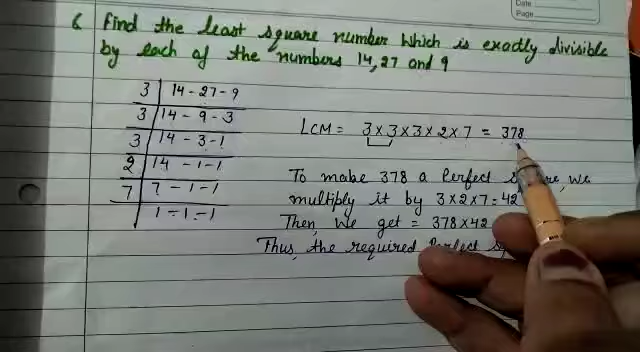 Date
Page
6 Find the least square number which is exactly divisible
by each of the numbers 14, 27 and 9
3 | 14 - 27 - 9
3 | 14 - 9 - 3
3 | 14 - 3 - 1
2 | 14 - 1 - 1
7 | 7 - 1 - 1
1 - 1 - 1
LCM = 3 × 3 × 3 × 2 × 7 = 378
To make 378 a Perfect we
multiply it by 3×2×7 = 42
Then, we get = 378×42
Thus, the required Perfect